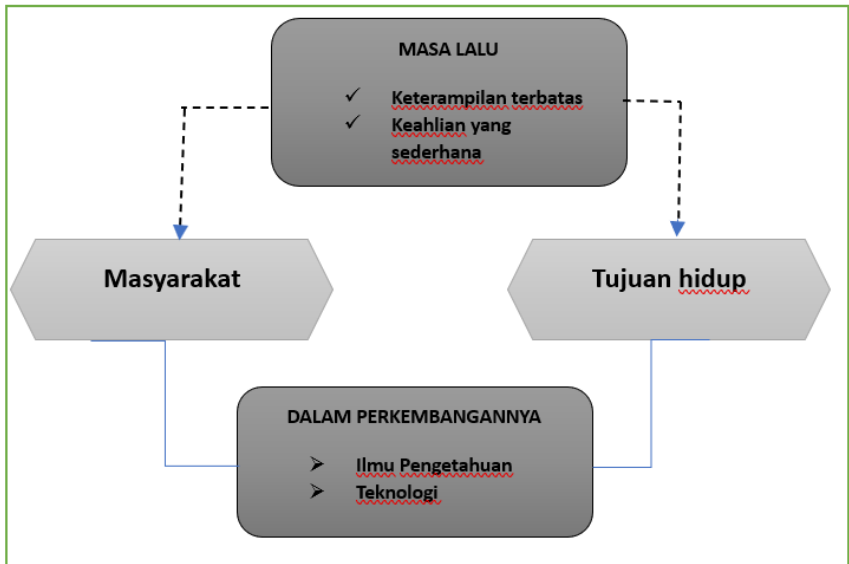 MASA LALU
✓ Keterampilan terbatas
✓ Keahlian yang
sederhana
Masyarakat
Tujuan hidup
DALAM PERKEMBANGANNYA
➢ Ilmu Pengetahuan
➢ Teknologi